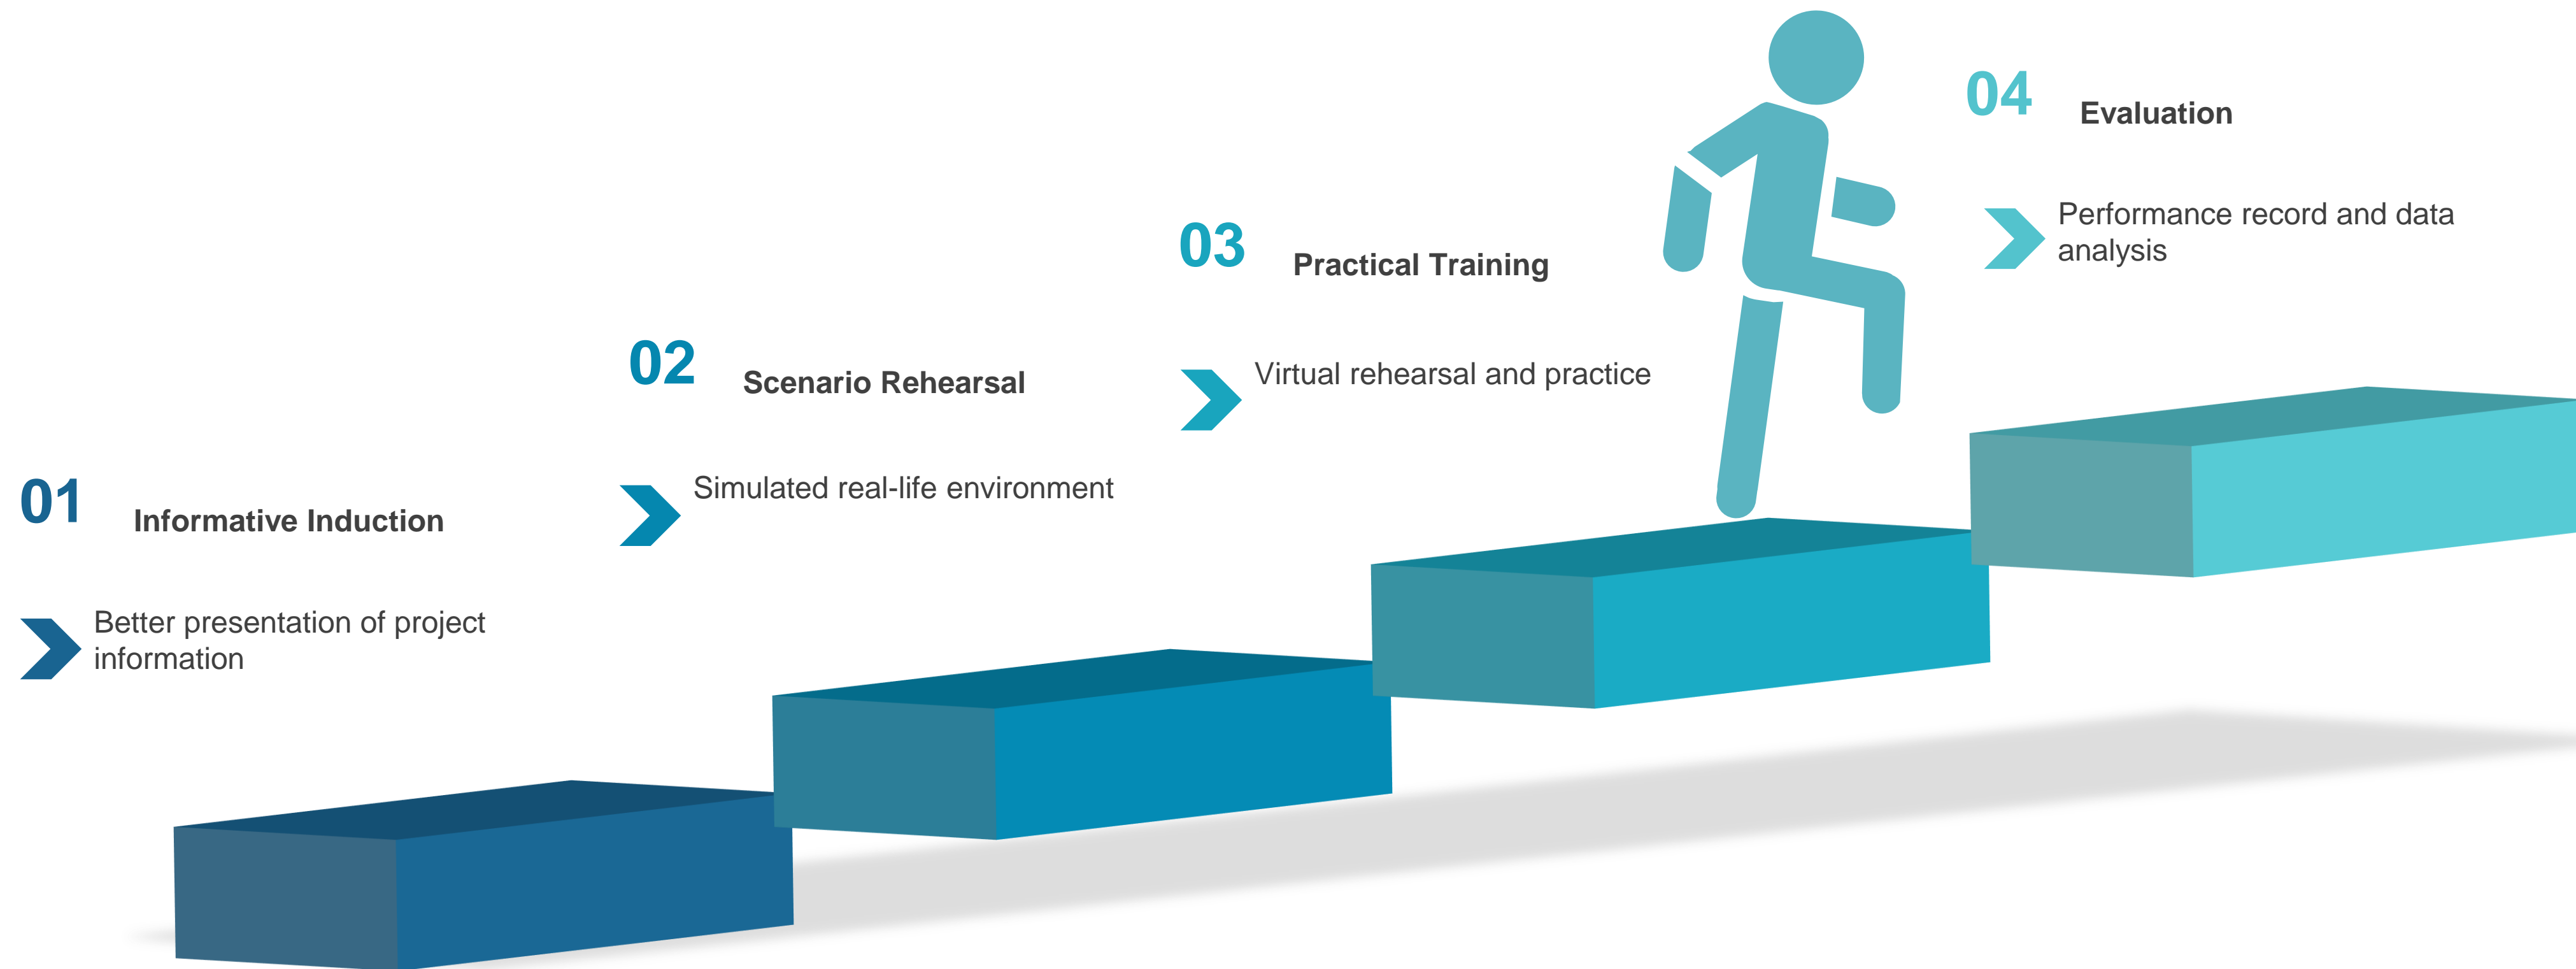 01
Informative Induction
Better presentation of project
information
02
Scenario Rehearsal
Simulated real-life environment
03
Practical Training
Virtual rehearsal and practice
04
Evaluation
Performance record and data
analysis